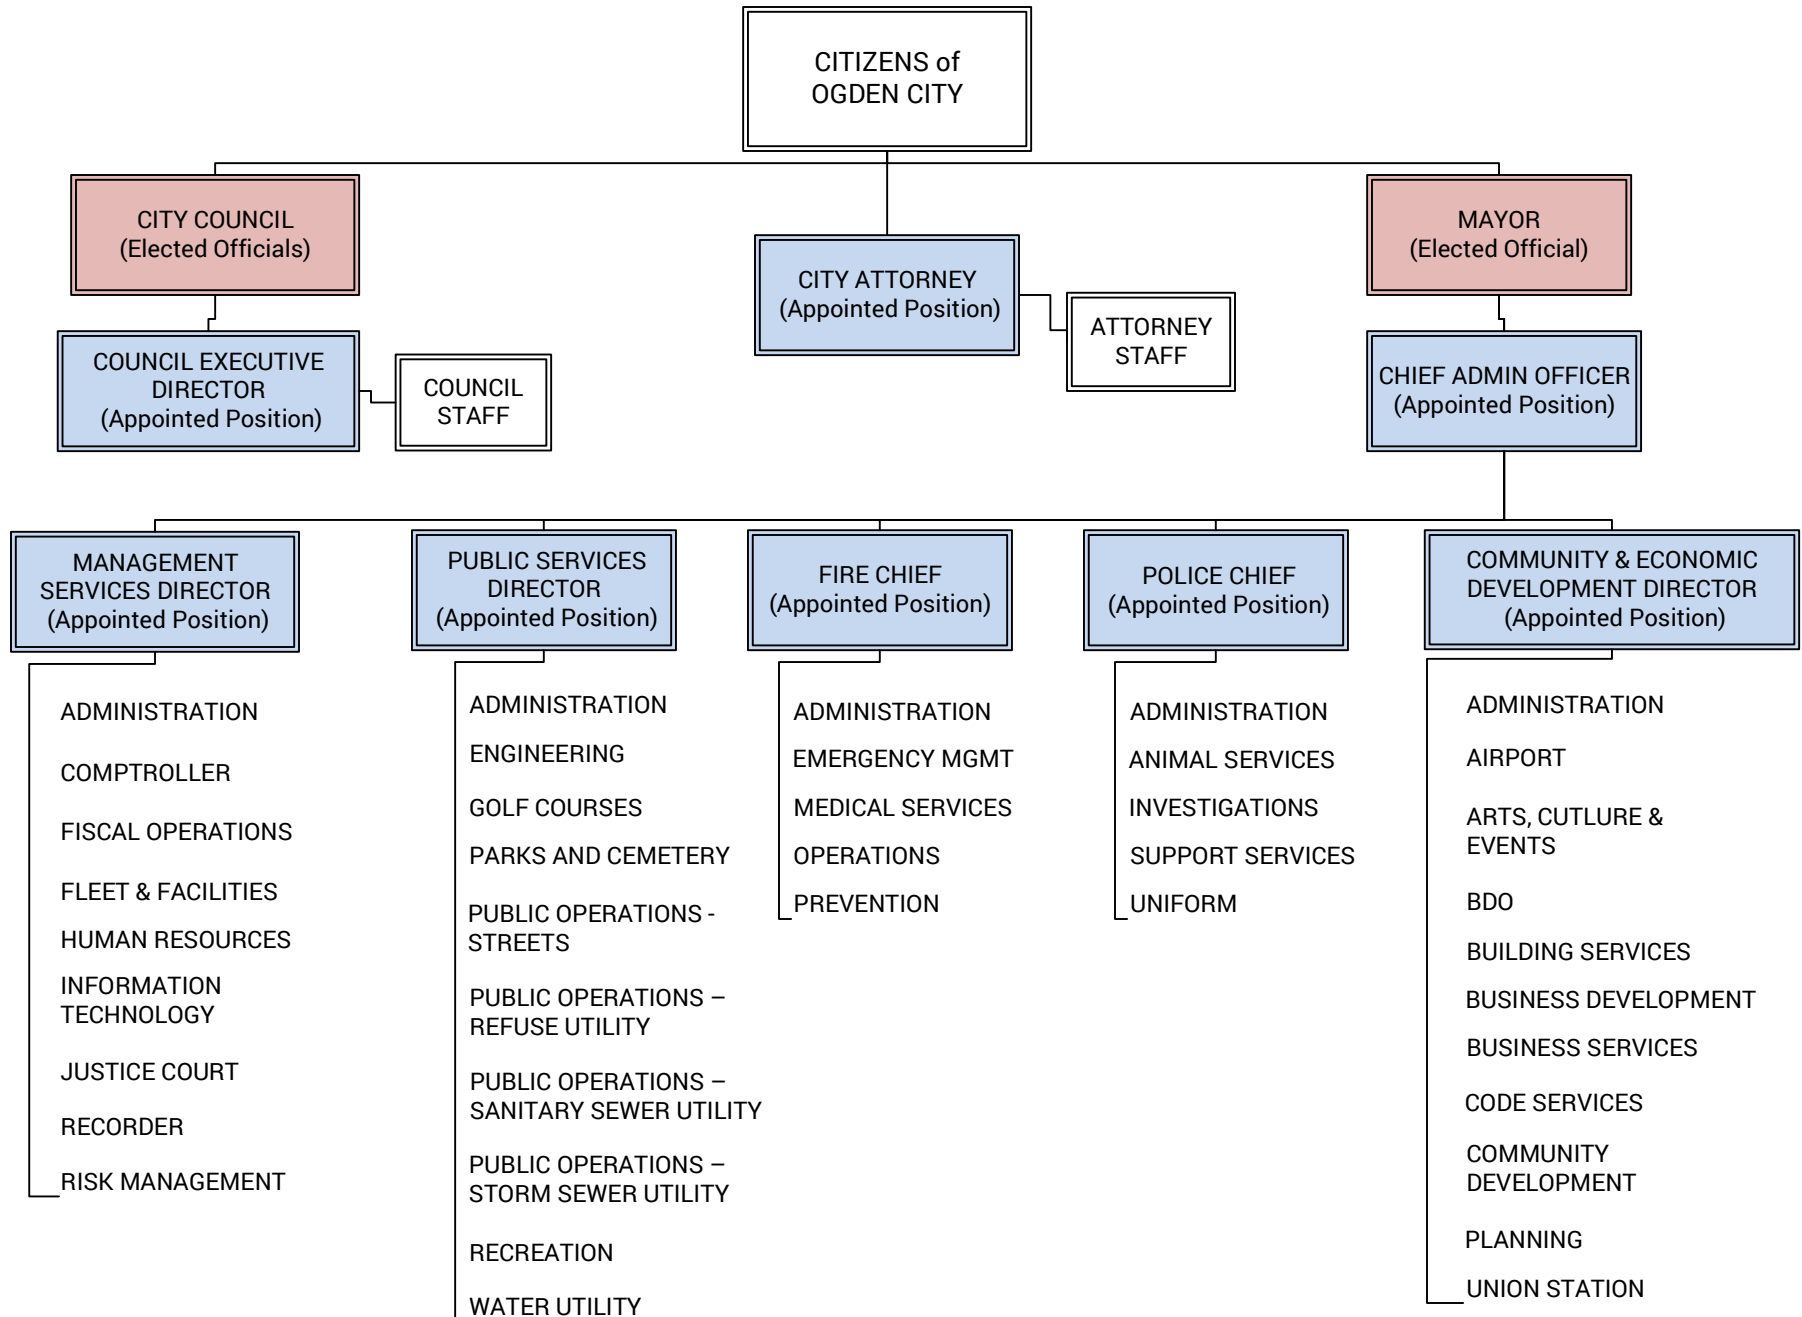 CITIZENS of
OGDEN CITY
CITY COUNCIL
(Elected Officials)
CITY ATTORNEY
(Appointed Position)
MAYOR
(Elected Official)
COUNCIL EXECUTIVE
DIRECTOR
(Appointed Position)
COUNCIL
STAFF
ATTORNEY
STAFF
CHIEF ADMIN OFFICER
(Appointed Position)
MANAGEMENT
SERVICES DIRECTOR
(Appointed Position)
ADMINISTRATION
COMPTROLLER
FISCAL OPERATIONS
FLEET & FACILITIES
HUMAN RESOURCES
INFORMATION
TECHNOLOGY
JUSTICE COURT
RECORDER
RISK MANAGEMENT
PUBLIC SERVICES
DIRECTOR
(Appointed Position)
ADMINISTRATION
ENGINEERING
GOLF COURSES
PARKS AND CEMETERY
PUBLIC OPERATIONS -
STREETS
PUBLIC OPERATIONS –
REFUSE UTILITY
PUBLIC OPERATIONS –
SANITARY SEWER UTILITY
PUBLIC OPERATIONS –
STORM SEWER UTILITY
RECREATION
WATER UTILITY
FIRE CHIEF
(Appointed Position)
ADMINISTRATION
EMERGENCY MGMT
MEDICAL SERVICES
OPERATIONS
PREVENTION
POLICE CHIEF
(Appointed Position)
ADMINISTRATION
ANIMAL SERVICES
INVESTIGATIONS
SUPPORT SERVICES
UNIFORM
COMMUNITY & ECONOMIC
DEVELOPMENT DIRECTOR
(Appointed Position)
ADMINISTRATION
AIRPORT
ARTS, CUTLURE &
EVENTS
BDO
BUILDING SERVICES
BUSINESS DEVELOPMENT
BUSINESS SERVICES
CODE SERVICES
COMMUNITY
DEVELOPMENT
PLANNING
UNION STATION